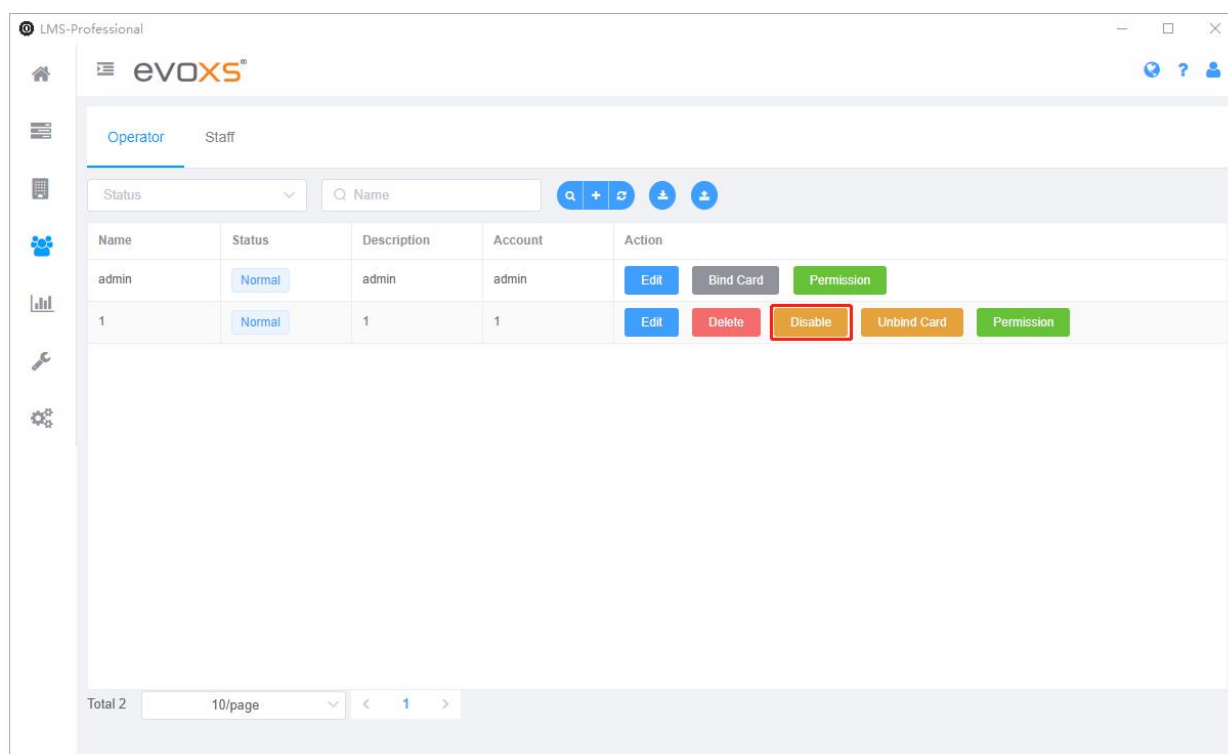 LMS-Professional
evoxs®
?
Operator Staff
Status Name
Name Status Description Account Action
admin Normal admin admin Edit Bind Card Permission
1 Normal 1 1 Edit Delete Disable Unbind Card Permission
Total 2 10/page < 1 >